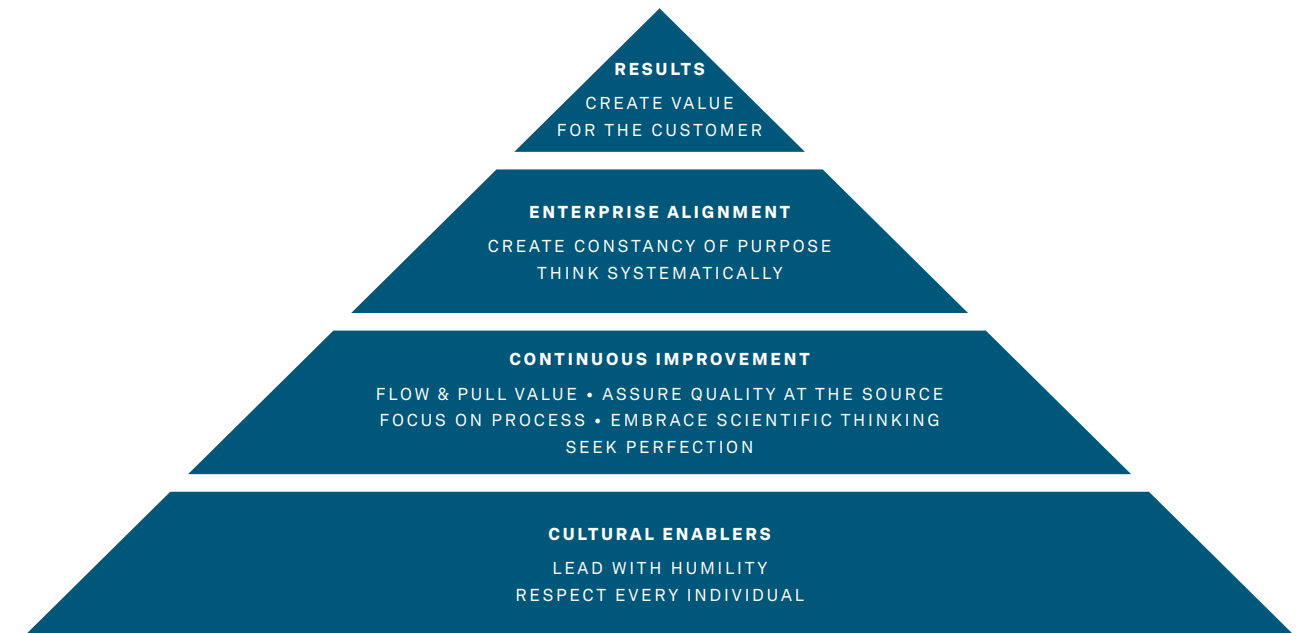 RESULTS
CREATE VALUE
FOR THE CUSTOMER
ENTERPRISE ALIGNMENT
CREATE CONSTANCY OF PURPOSE
THINK SYSTEMATICALLY
CONTINUOUS IMPROVEMENT
FLOW & PULL VALUE • ASSURE QUALITY AT THE SOURCE
FOCUS ON PROCESS • EMBRACE SCIENTIFIC THINKING
SEEK PERFECTION
CULTURAL ENABLERS
LEAD WITH HUMILITY
RESPECT EVERY INDIVIDUAL